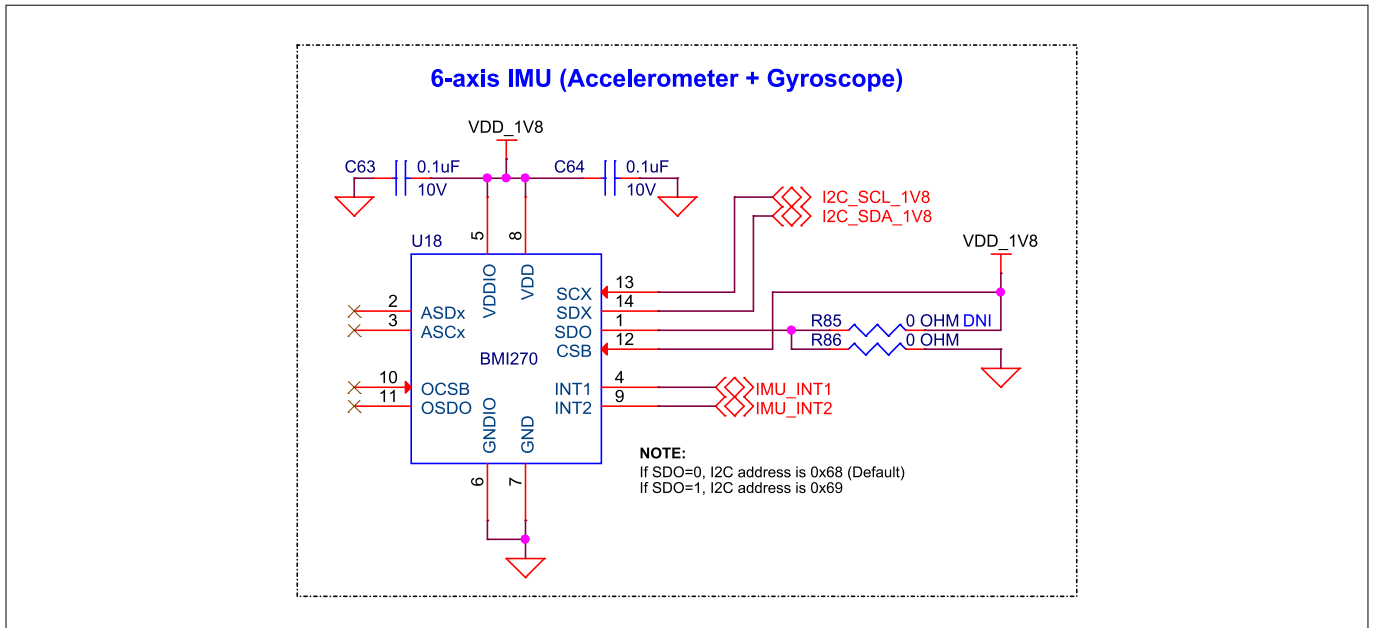 6-axis IMU (Accelerometer + Gyroscope)
VDD_1V8
C63
0.1uF
10V
C64
0.1uF
10V
I2C_SCL_1V8
I2C_SDA_1V8
VDD_1V8
U18
5
8
VDDIO
VDD
2
ASDx
3
ASCx
SCX
13
SDX
14
SDO
1
CSB
12
R85
0 OHM DNI
R86
0 OHM
BMI270
10
OCSB
11
OSDO
INT1
4
IMU_INT1
INT2
9
IMU_INT2
GNDIO
GND
6
7
NOTE:
If SDO=0, I2C address is 0x68 (Default)
If SDO=1, I2C address is 0x69